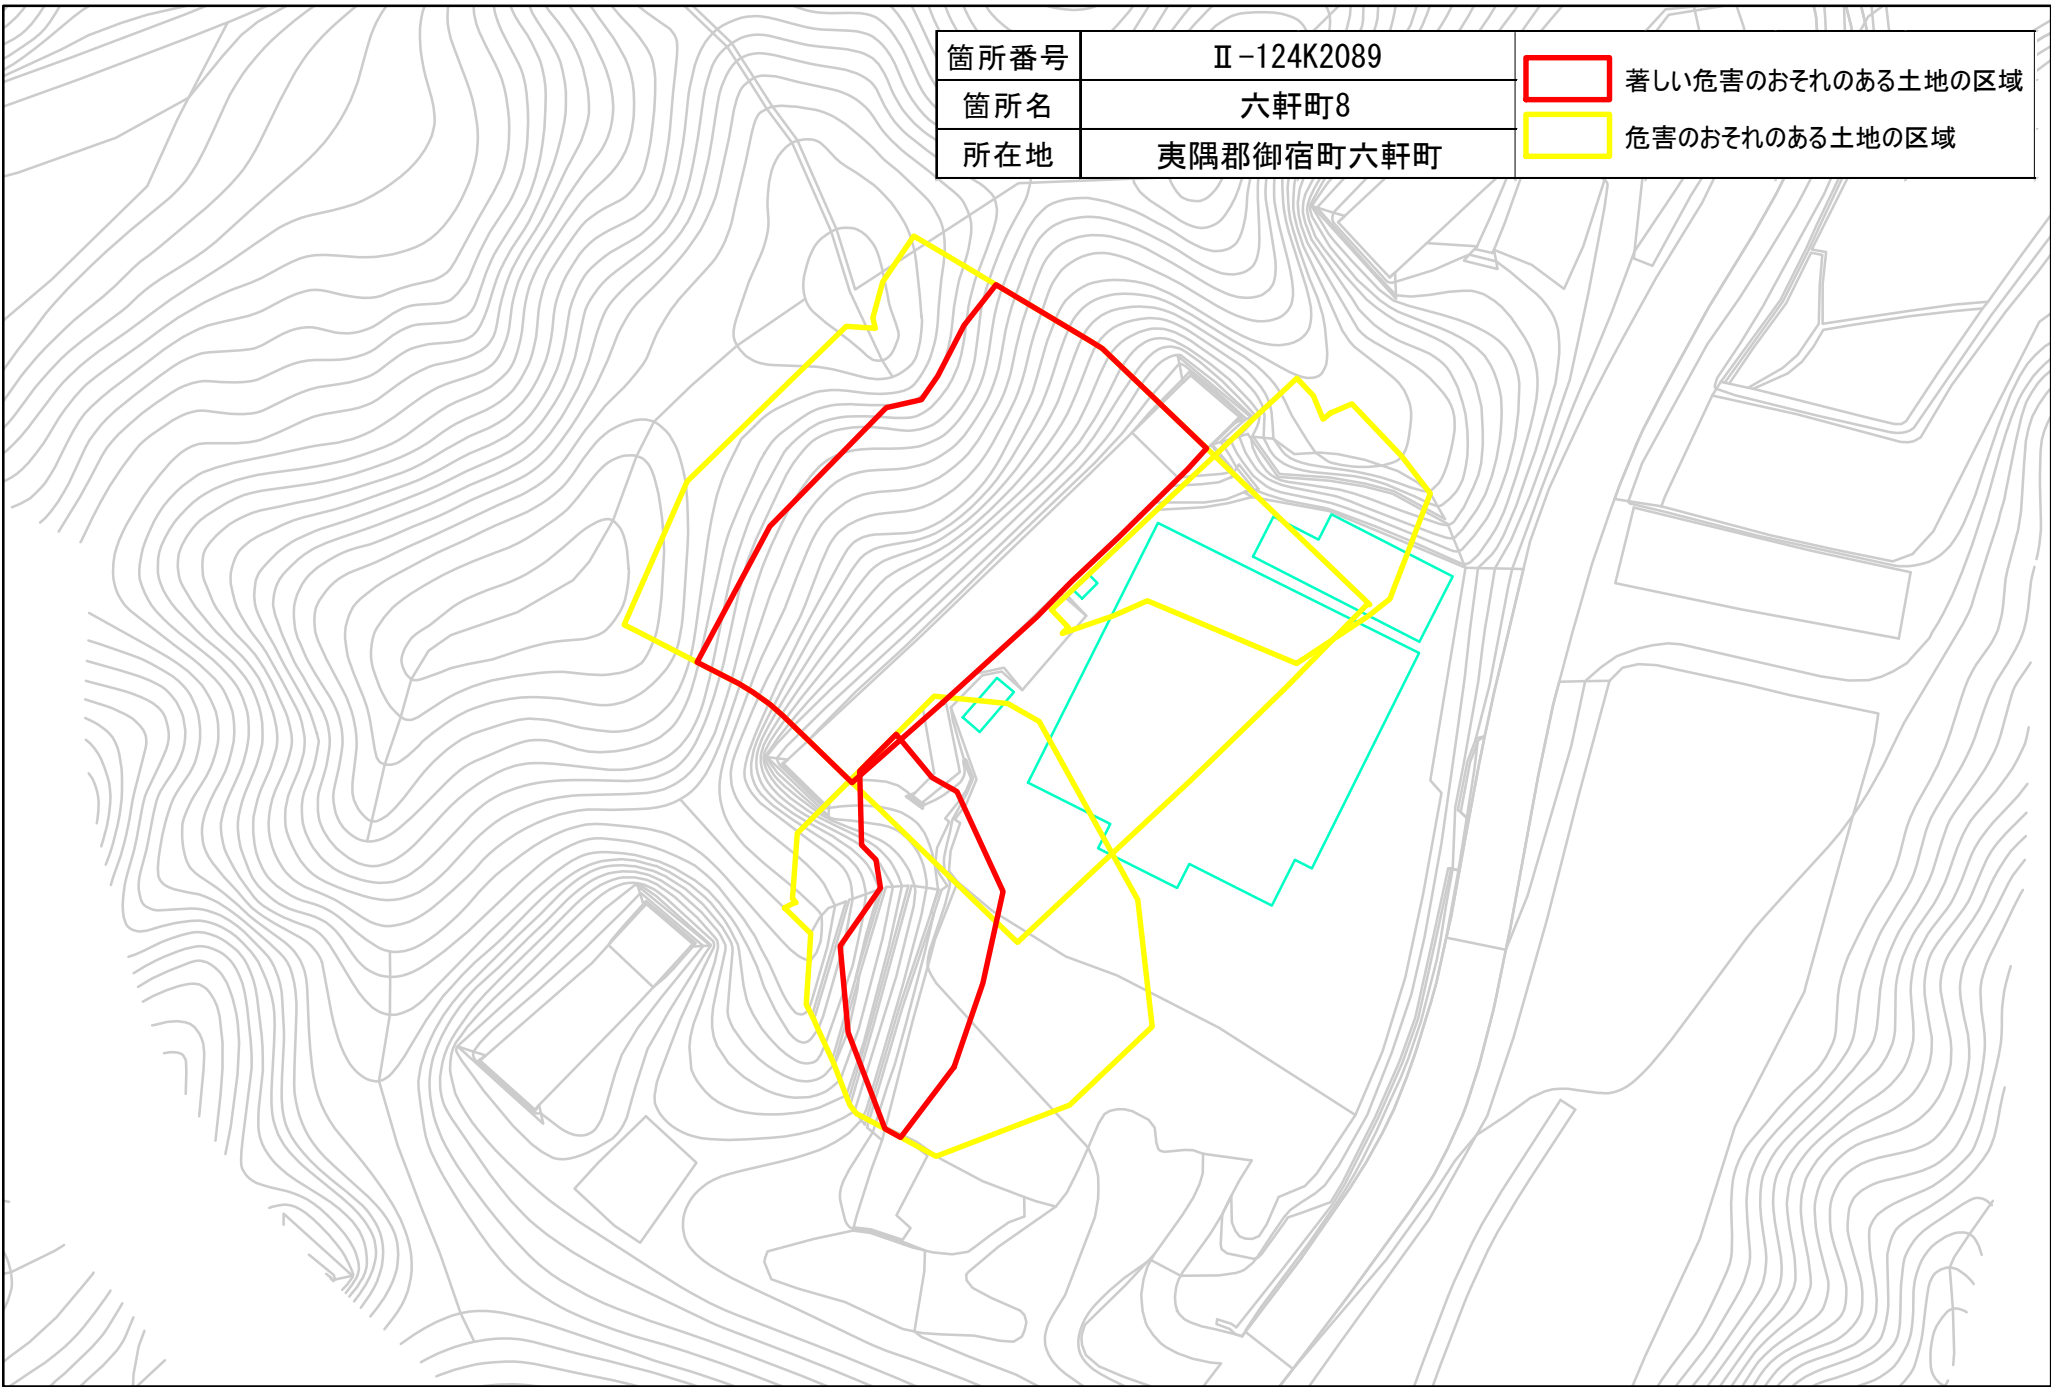 箇所番号 Ⅱ-124K2089
箇所名 六軒町8
所在地 夷隅郡御宿町六軒町
著しい危害のおそれのある土地の区域
危害のおそれのある土地の区域